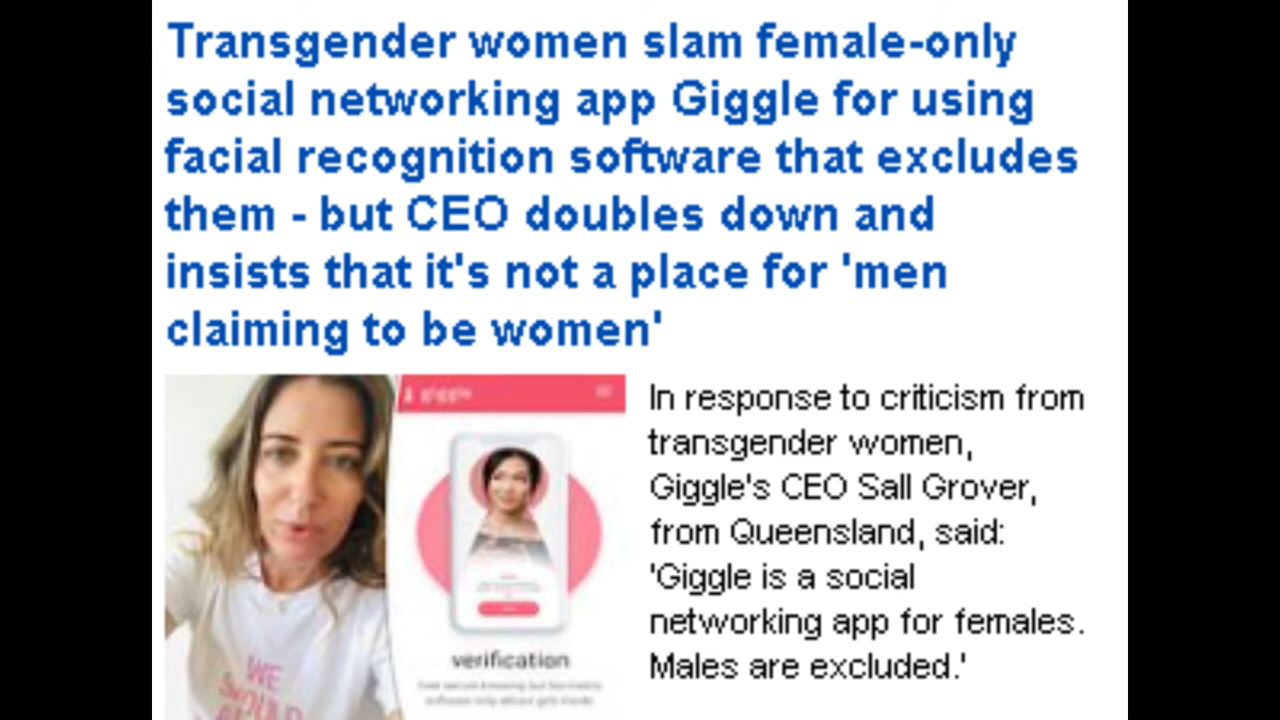 Transgender women slam female-only
social networking app Giggle for using
facial recognition software that excludes
them - but CEO doubles down and
insists that it's not a place for 'men
claiming to be women'
In response to criticism from
transgender women,
Giggle's CEO Sall Grover,
from Queensland, said:
'Giggle is a social
networking app for females.
Males are excluded.'
giggle
verification
WE
SHOULD